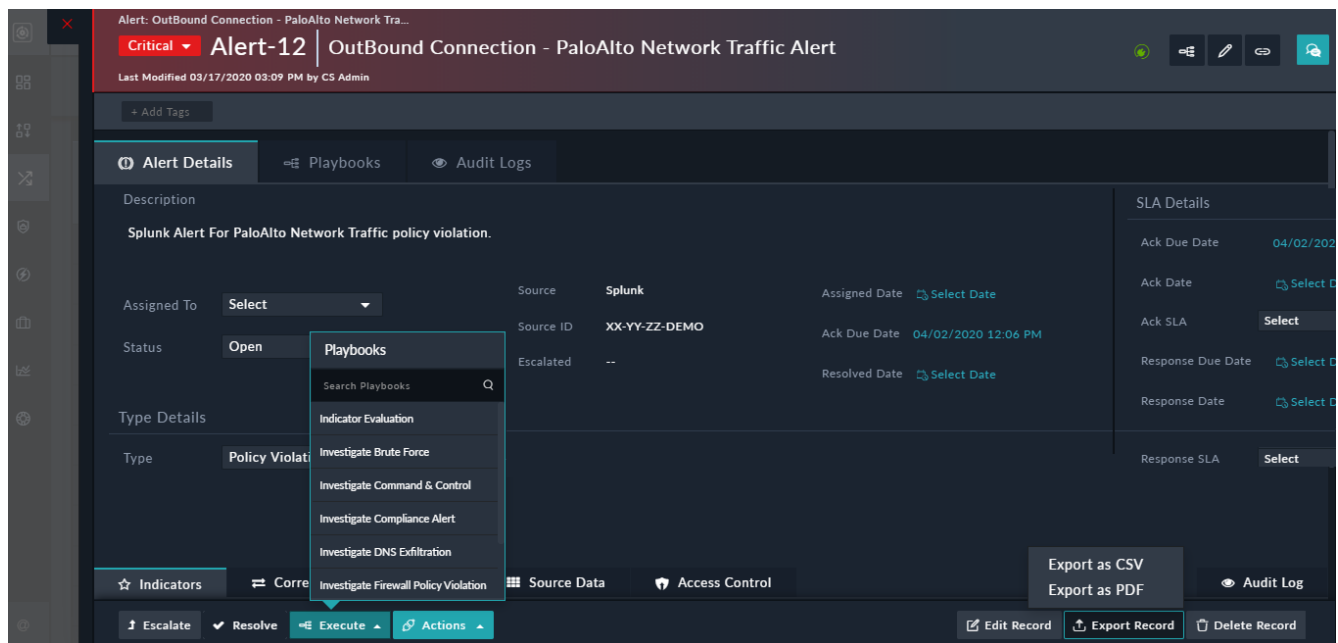 Alert: OutBound Connection - PaloAlto Network Tra...
Critical Alert-12 OutBound Connection - PaloAlto Network Traffic Alert
Last Modified 03/17/2020 03:09 PM by CS Admin
+ Add Tags
Alert Details Playbooks Audit Logs
Description
Splunk Alert For PaloAlto Network Traffic policy violation.
Assigned To Select
Status Open
Source Splunk
Source ID XX-YY-ZZ-DEMO
Escalated --
Assigned Date Select Date
Ack Due Date 04/02/2020 12:06 PM
Resolved Date Select Date
SLA Details
Ack Due Date 04/02/202
Ack Date Select D
Ack SLA Select
Response Due Date Select D
Response Date Select D
Response SLA Select
Type Details
Type Policy Violati
Playbooks
Search Playbooks
Indicator Evaluation
Investigate Brute Force
Investigate Command & Control
Investigate Compliance Alert
Investigate DNS Exfiltration
Investigate Firewall Policy Violation
Indicators Corre Source Data Access Control Audit Log
Export as CSV
Export as PDF
Escalate Resolve Execute Actions Edit Record Export Record Delete Record